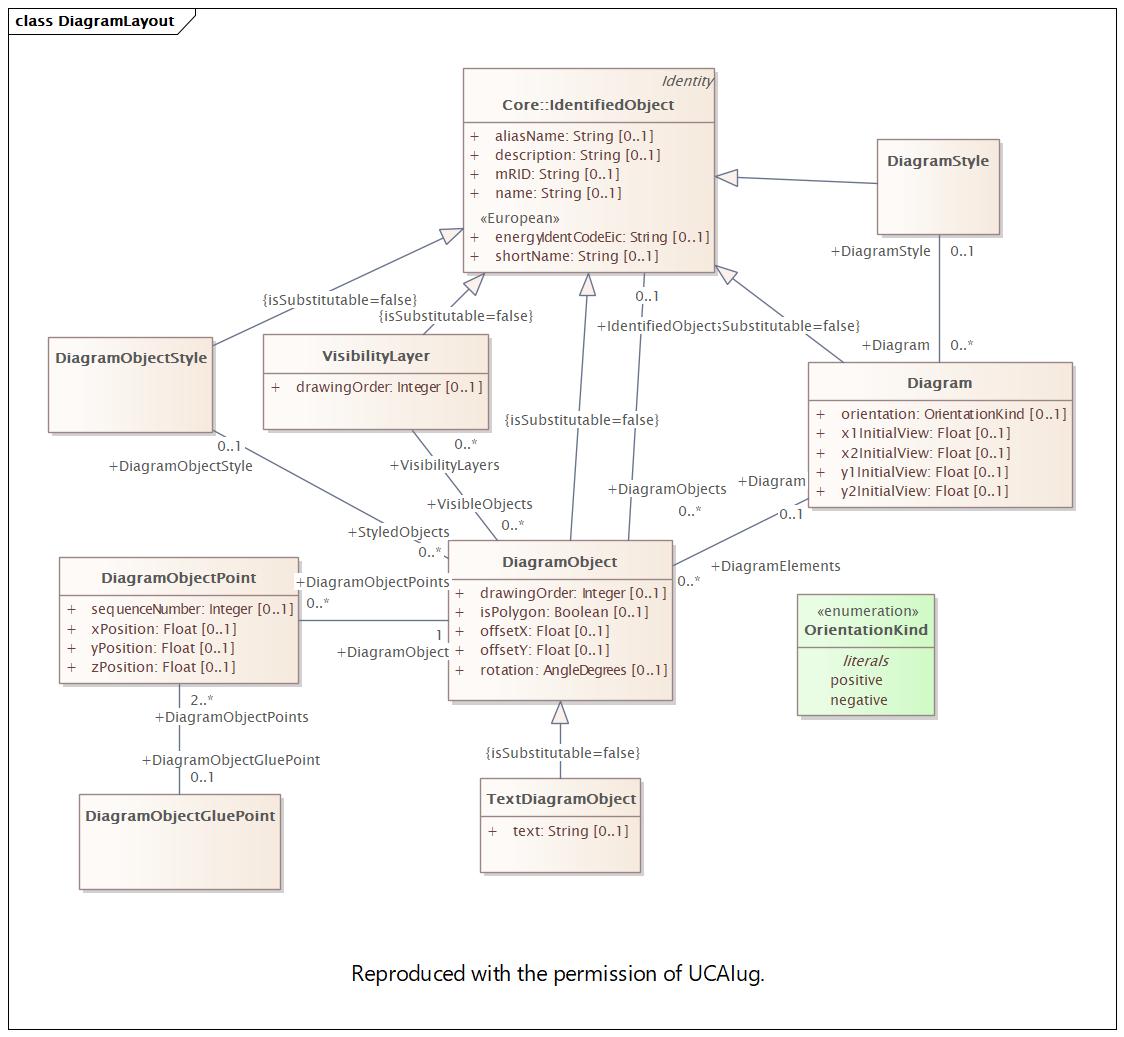 class DiagramLayout
Identity
Core::IdentifiedObject
+ aliasName: String [0..1]
+ description: String [0..1]
+ mRID: String [0..1]
+ name: String [0..1]
«European»
+ energyIdentCodeEic: String [0..1]
+ shortName: String [0..1]
DiagramStyle
+DiagramStyle 0..1
{isSubstitutable=false}
{isSubstitutable=false}
0..1
+IdentifiedObject
sSubstitutable=false}
+Diagram 0..*
DiagramObjectStyle
VisibilityLayer
+ drawingOrder: Integer [0..1]
Diagram
+ orientation: OrientationKind [0..1]
+ x1InitialView: Float [0..1]
+ x2InitialView: Float [0..1]
+ y1InitialView: Float [0..1]
+ y2InitialView: Float [0..1]
{isSubstitutable=false}
0..1
+DiagramObjectStyle
0..*
+VisibilityLayers
+VisibleObjects
0..*
+DiagramObjects
0..*
+Diagram
0..1
+StyledObjects
0..*
+DiagramElements
0..*
DiagramObject
+ drawingOrder: Integer [0..1]
+ isPolygon: Boolean [0..1]
+ offsetX: Float [0..1]
+ offsetY: Float [0..1]
+ rotation: AngleDegrees [0..1]
DiagramObjectPoint
+ sequenceNumber: Integer [0..1]
+ xPosition: Float [0..1]
+ yPosition: Float [0..1]
+ zPosition: Float [0..1]
+DiagramObjectPoints
0..*
1
+DiagramObject
«enumeration»
OrientationKind
literals
positive
negative
2..*
+DiagramObjectPoints
+DiagramObjectGluePoint
0..1
DiagramObjectGluePoint
{isSubstitutable=false}
TextDiagramObject
+ text: String [0..1]
Reproduced with the permission of UCAIug.